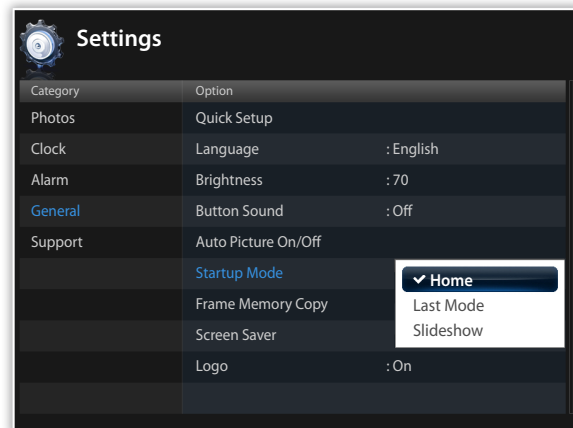 Settings
Category Option
Photos Quick Setup
Clock Language : English
Alarm Brightness : 70
General Button Sound : Off
Support Auto Picture On/Off
Startup Mode
Home
Frame Memory Copy
Last Mode
Slideshow
Screen Saver
Logo : On